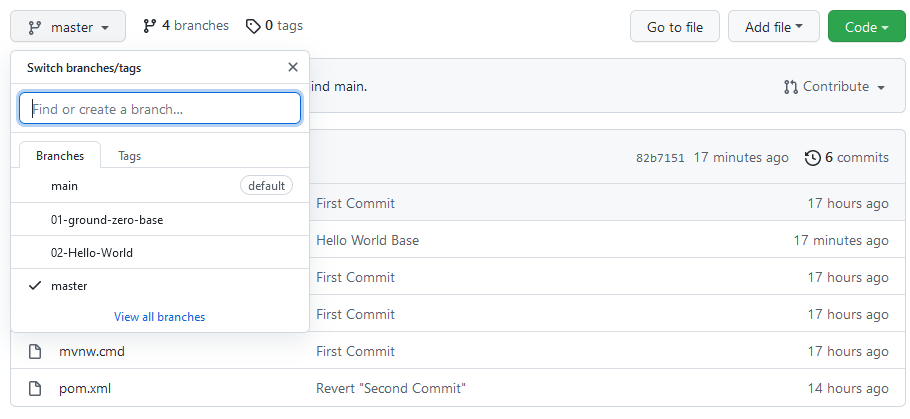 master 4 branches 0 tags Go to file Add file Code
Switch branches/tags
ind main. Contribute
Find or create a branch...
Branches Tags
82b7151 17 minutes ago 6 commits
main default
First Commit 17 hours ago
01-ground-zero-base
Hello World Base 17 minutes ago
02-Hello-World
First Commit 17 hours ago
master
First Commit 17 hours ago
View all branches
mvnw.cmd First Commit 17 hours ago
pom.xml Revert "Second Commit" 14 hours ago